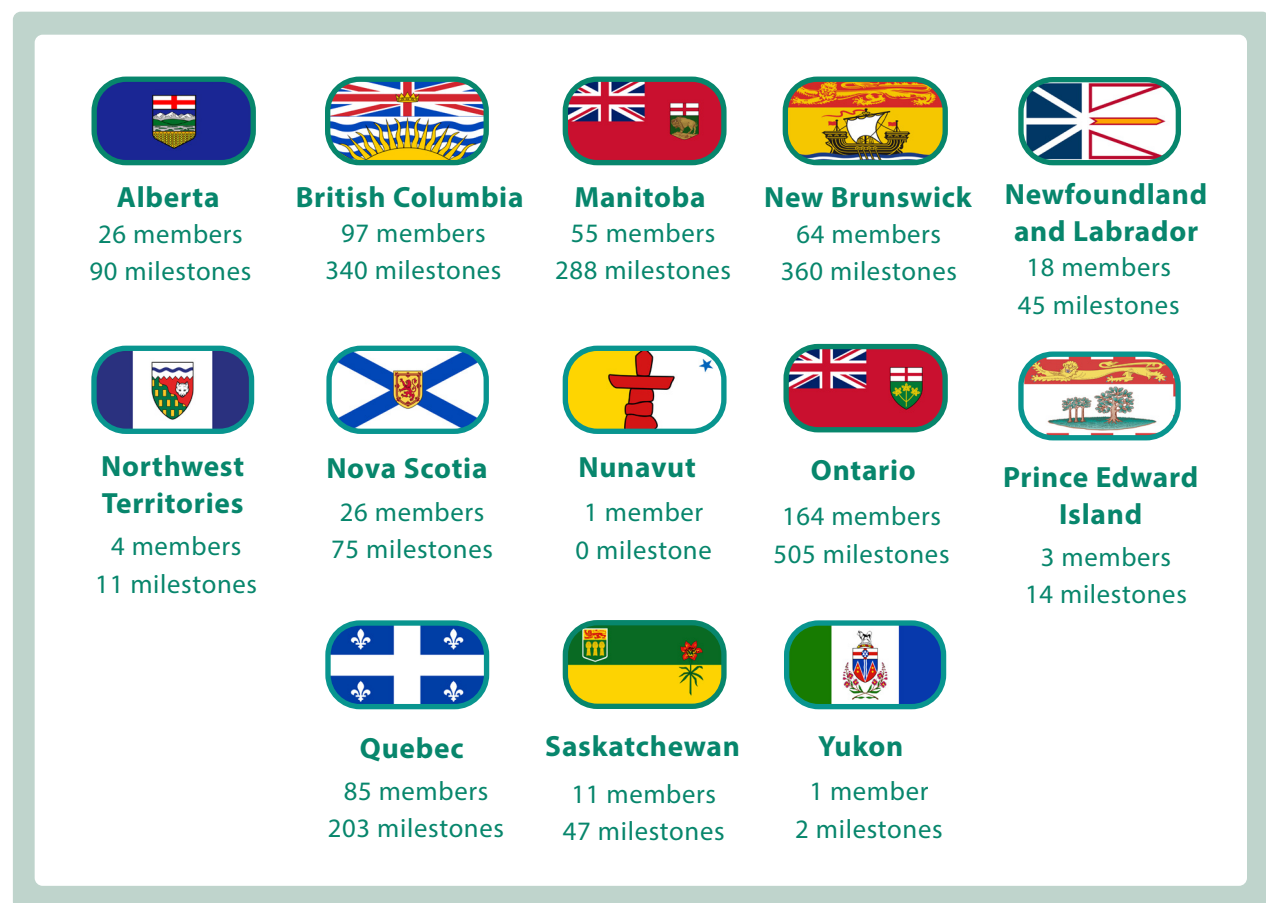 Alberta
26 members
90 milestones
British Columbia
97 members
340 milestones
Manitoba
55 members
288 milestones
New Brunswick
64 members
360 milestones
Newfoundland
and Labrador
18 members
45 milestones
Northwest
Territories
4 members
11 milestones
Nova Scotia
26 members
75 milestones
Nunavut
1 member
0 milestone
Ontario
164 members
505 milestones
Prince Edward
Island
3 members
14 milestones
Quebec
85 members
203 milestones
Saskatchewan
11 members
47 milestones
Yukon
1 member
2 milestones